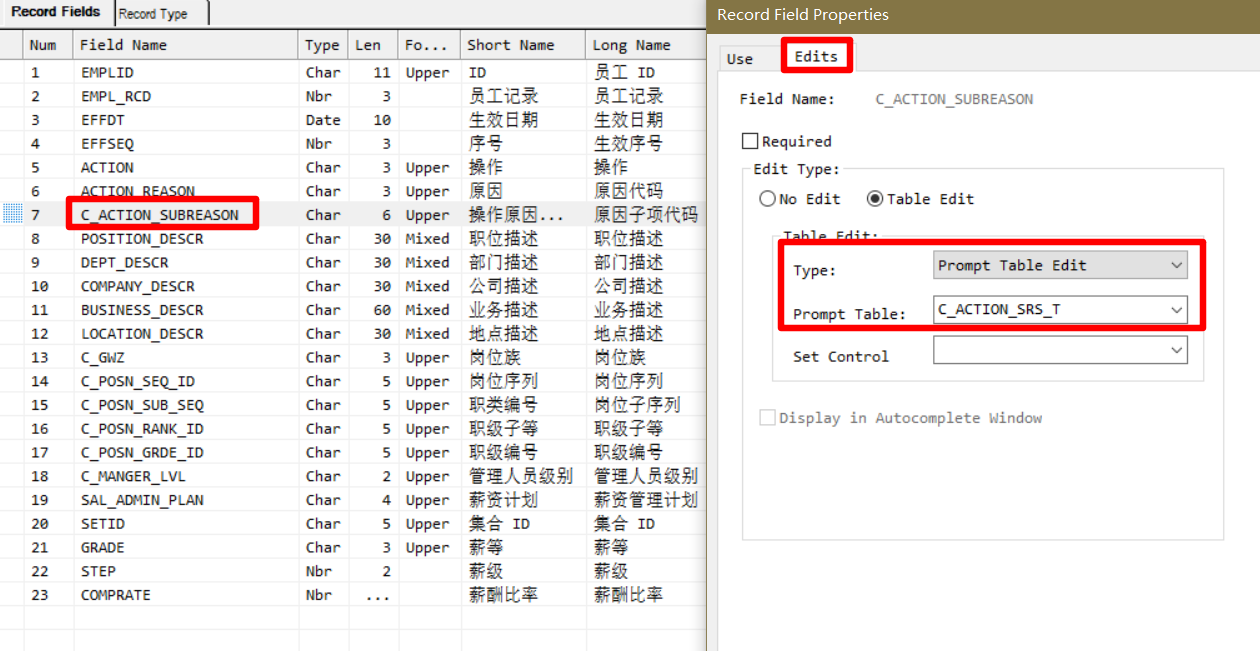 Record Fields Record Type
Num Field Name Type Len Fo... Short Name Long Name
1 EMPLID Char 11 Upper ID 员工 ID
2 EMPL_RCD Nbr 3 员工记录 员工记录
3 EFFDT Date 10 生效日期 生效日期
4 EFFSEQ Nbr 3 序号 生效序号
5 ACTION Char 3 Upper 操作 操作
6 ACTION_REASON Char 3 Upper 原因 原因代码
7 C_ACTION_SUBREASON Char 6 Upper 操作原因... 原因子项代码
8 POSITION_DESCR Char 30 Mixed 职位描述 职位描述
9 DEPT_DESCR Char 30 Mixed 部门描述 部门描述
10 COMPANY_DESCR Char 30 Mixed 公司描述 公司描述
11 BUSINESS_DESCR Char 60 Mixed 业务描述 业务描述
12 LOCATION_DESCR Char 30 Mixed 地点描述 地点描述
13 C_GWZ Char 3 Upper 岗位族 岗位族
14 C_POSN_SEQ_ID Char 5 Upper 岗位序列 岗位序列
15 C_POSN_SUB_SEQ Char 5 Upper 职类编号 岗位子序列
16 C_POSN_RANK_ID Char 5 Upper 职级子等 职级子等
17 C_POSN_GRDE_ID Char 5 Upper 职级编号 职级编号
18 C_MANGER_LVL Char 2 Upper 管理人员级别 管理人员级别
19 SAL_ADMIN_PLAN Char 4 Upper 薪资计划 薪资管理计划
20 SETID Char 5 Upper 集合 ID 集合 ID
21 GRADE Char 3 Upper 薪等 薪等
22 STEP Nbr 2 薪级 薪级
23 COMPRATE Nbr ... 薪酬比率 薪酬比率
Record Field Properties
Use Edits
Field Name: C_ACTION_SUBREASON
Required
Edit Type:
No Edit Table Edit
Table Edit:
Type: Prompt Table Edit
Prompt Table: C_ACTION_SRS_T
Set Control
Display in Autocomplete Window